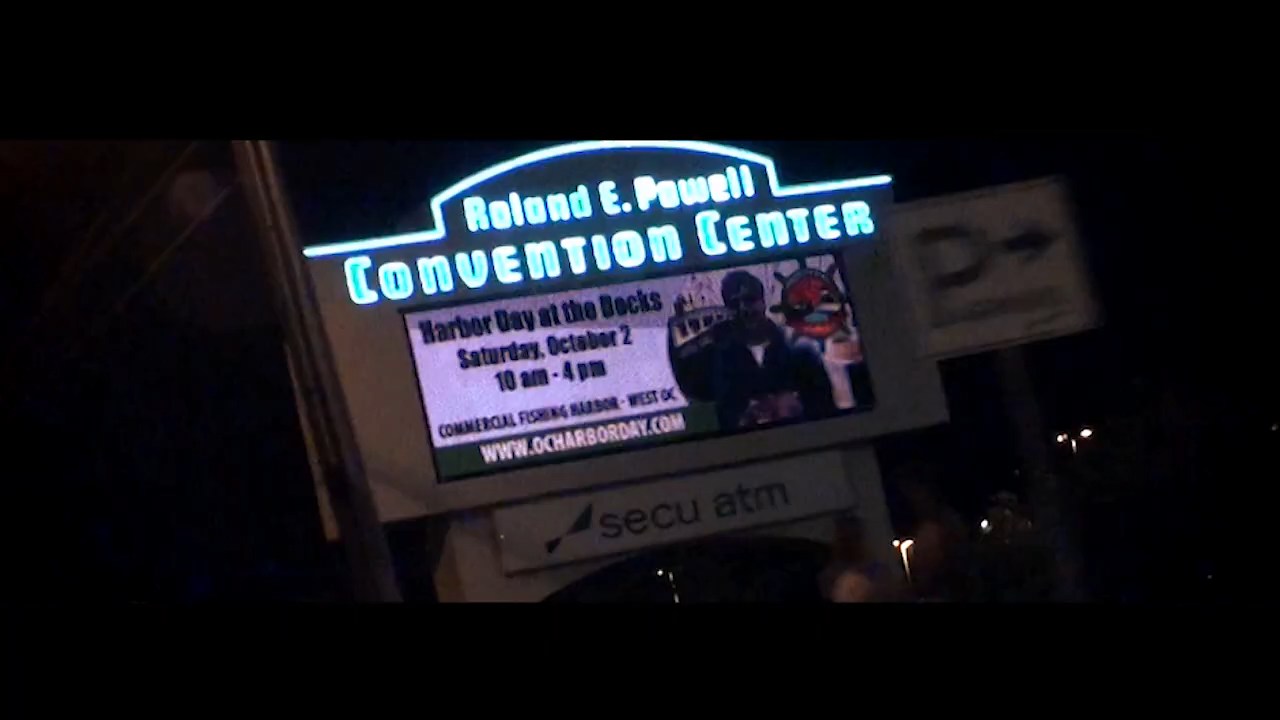 Roland E. Powell
CONVENTION CENTER
Harbor Day at the Docks
Saturday, October 2
10 am - 4 pm
COMMERCIAL FISHING HARBOR - WEST OC
WWW.OCHARBORDAY.COM
secu atm